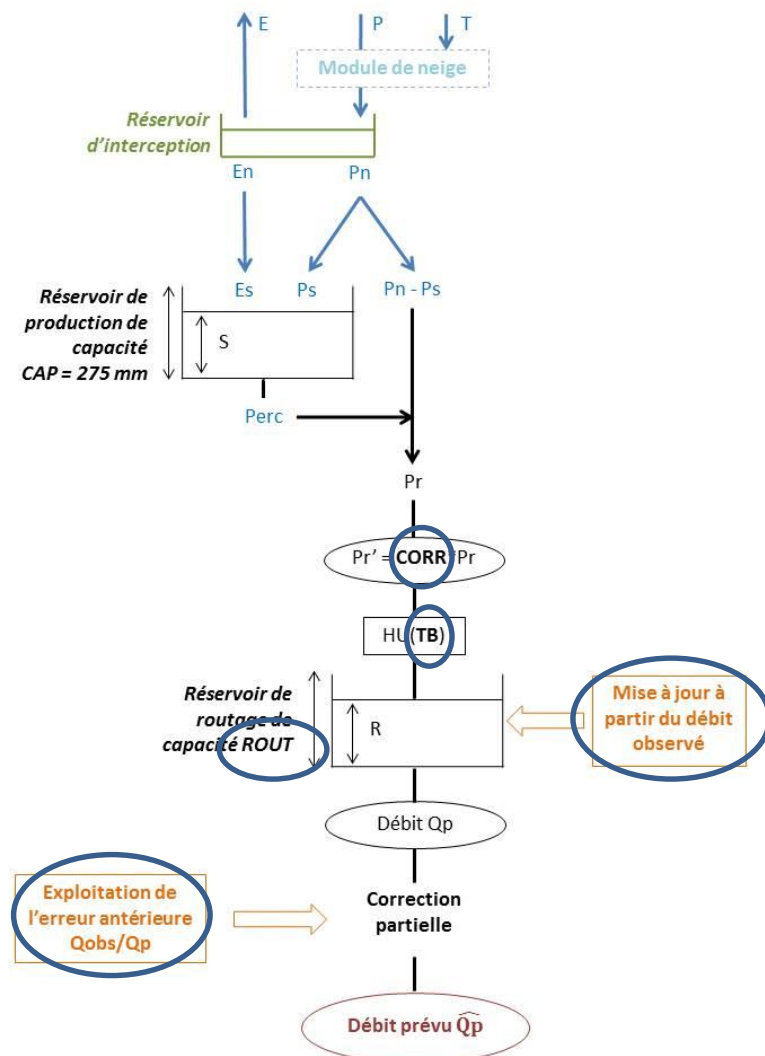 E
P
T
Module de neige
Réservoir
d'interception
En
Pn
Es
Ps
Pn - Ps
Réservoir de
production de
capacité
CAP = 275 mm
S
Perc
Pr
Pr' = CORR*Pr
HU(TB)
Réservoir de
routage de
capacité ROUT
R
Mise à jour à
partir du débit
observé
Débit Qp
Exploitation de
l'erreur antérieure
Qobs/Qp
Correction
partielle
Débit prévu Q̂p